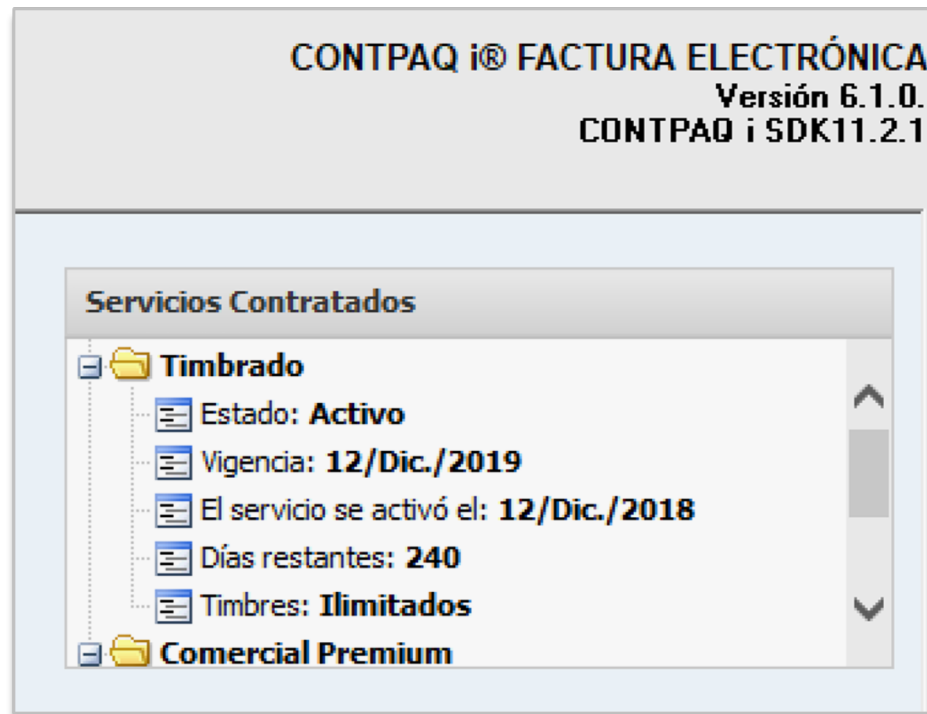 CONTPAQ i® FACTURA ELECTRÓNICA
Versión 6.1.0.
CONTPAQ i SDK11.2.1
Servicios Contratados
Timbrado
Estado: Activo
Vigencia: 12/Dic./2019
El servicio se activó el: 12/Dic./2018
Días restantes: 240
Timbres: Ilimitados
Comercial Premium